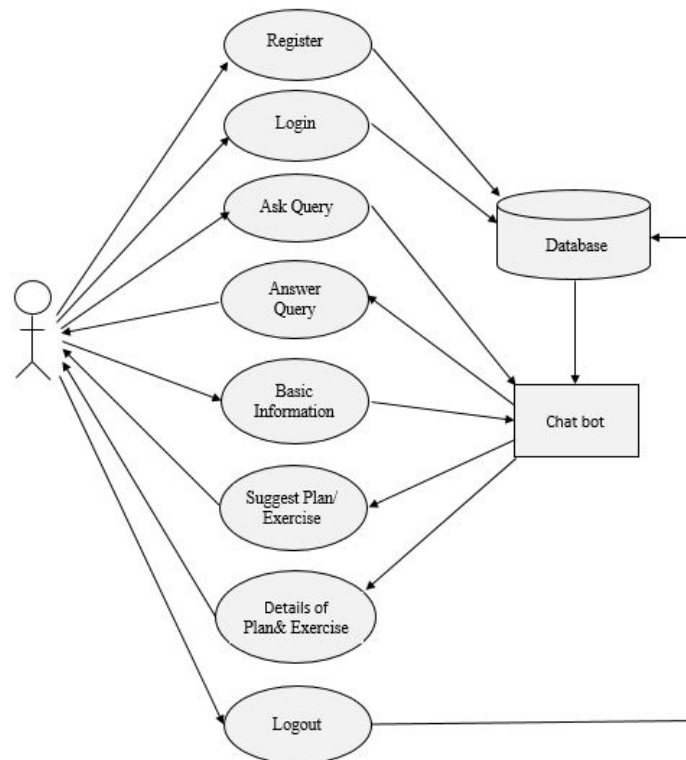 Register
Login
Ask Query
Database
Answer
Query
Basic
Information
Chat bot
Suggest Plan/
Exercise
Details of
Plan& Exercise
Logout